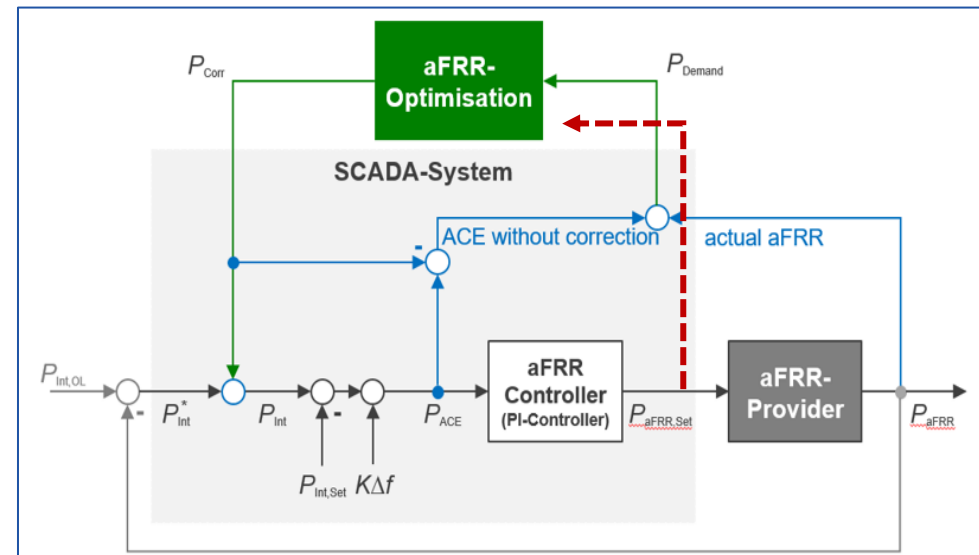 P_Corr
aFRR-
Optimisation
P_Demand
SCADA-System
-
ACE without correction
actual aFRR
P_Int,OL
-
P*_Int
P_Int
-
P_ACE
aFRR
Controller
(PI-Controller)
P_aFRR,Set
aFRR-
Provider
P_aFRR
P_Int,Set
KΔf